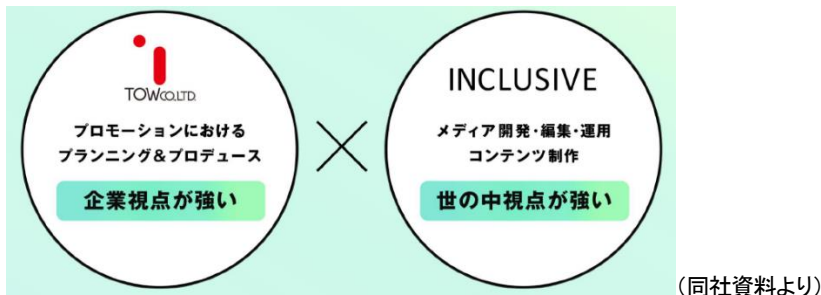 TOWCO.LTD.
プロモーションにおける
プランニング&プロデュース
企業視点が強い
INCLUSIVE
メディア開発・編集・運用
コンテンツ制作
世の中視点が強い
(同社資料より)